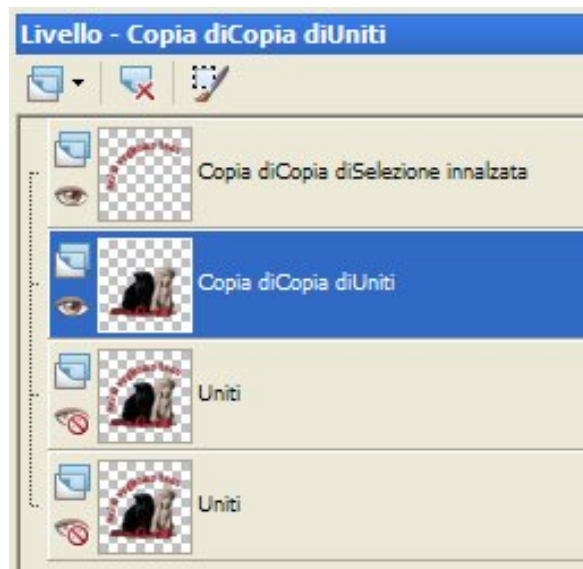 Livello - Copia diCopia diUniti
Copia diCopia diSelezione innalzata
Copia diCopia diUniti
Uniti
Uniti